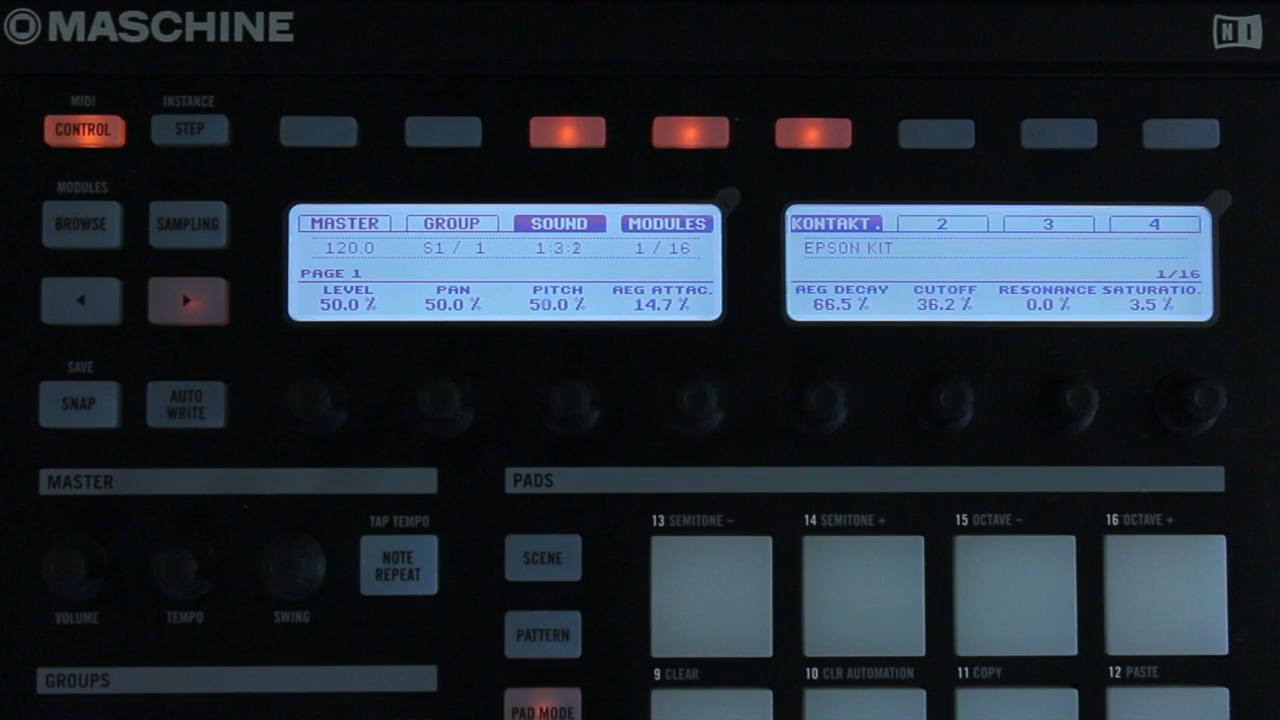 MASCHINE
NI
MIDI INSTANCE
CONTROL STEP
MODULES
BROWSE SAMPLING
MASTER GROUP SOUND MODULES
120.0 S1 / 1 1:3:2 1 / 16
PAGE 1
LEVEL PAN PITCH AEG ATTAC.
50.0 % 50.0 % 50.0 % 14.7 %
KONTAKT. 2 3 4
EPSON KIT
1/16
AEG DECAY CUTOFF RESONANCE SATURATIO.
66.5 % 36.2 % 0.0 % 3.5 %
SAVE
SNAP AUTO WRITE
MASTER
TAP TEMPO
NOTE REPEAT
VOLUME TEMPO SWING
GROUPS
PADS
SCENE
PATTERN
PAD MODE
13 SEMITONE - 14 SEMITONE + 15 OCTAVE - 16 OCTAVE +
9 CLEAR 10 CLR AUTOMATION 11 COPY 12 PASTE